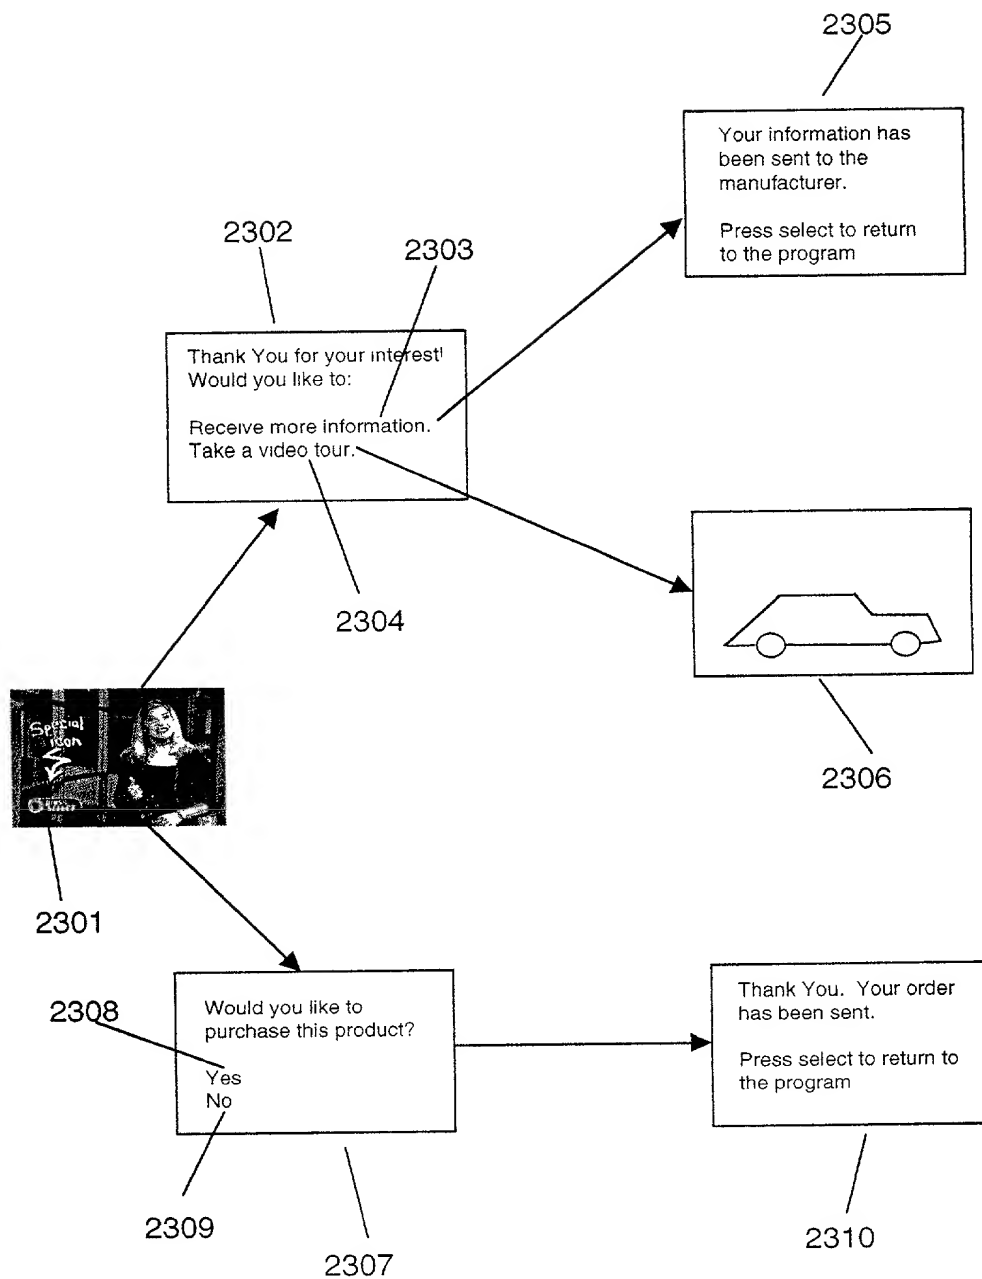 2305
Your information has
been sent to the
manufacturer.
Press select to return
to the program
2302
2303
Thank You for your interest!
Would you like to:
Receive more information.
Take a video tour.
2304
2306
Special
icon
2301
2308
Would you like to
purchase this product?
Yes
No
2309
2307
Thank You. Your order
has been sent.
Press select to return to
the program
2310